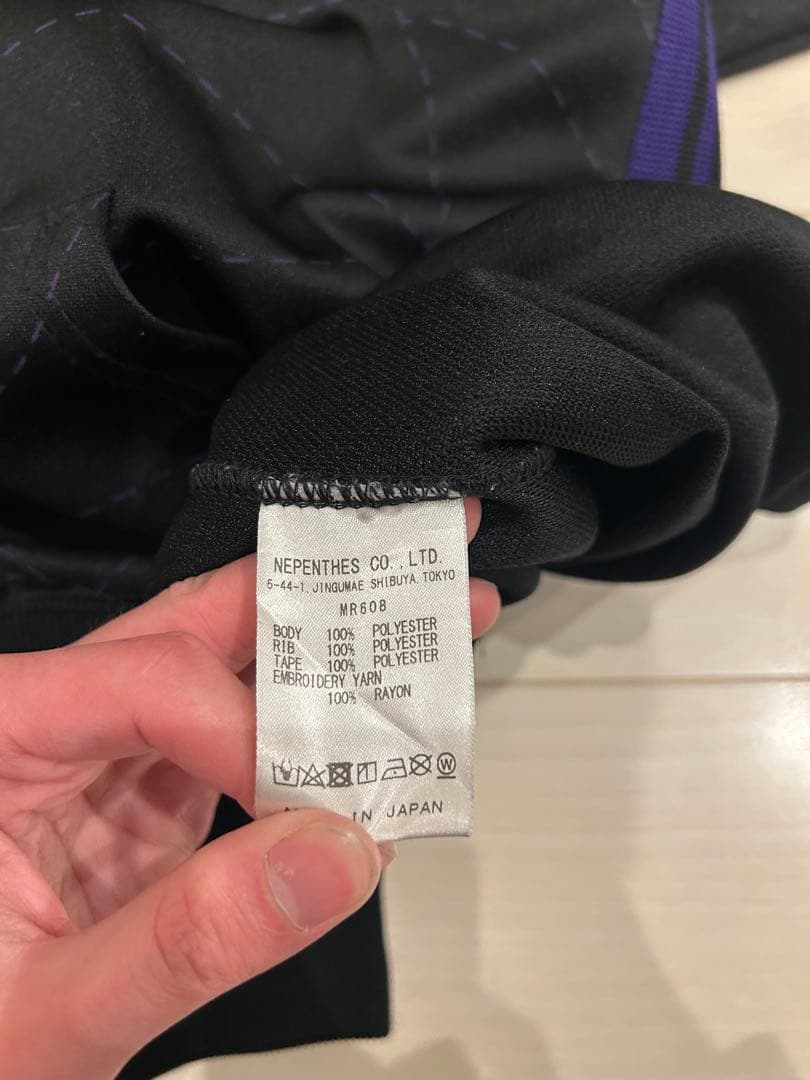 NEPENTHES CO.,LTD.
5-44-1, JINGUMAE SHIBUYA, TOKYO
MR608
BODY 100% POLYESTER
RIB 100% POLYESTER
TAPE 100% POLYESTER
EMBROIDERY YARN
100% RAYON
W
IN JAPAN